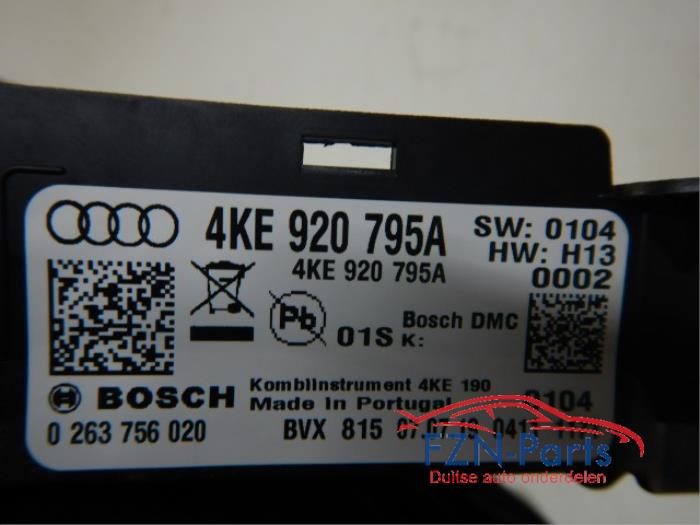 4KE 920 795A
SW: 0104
4KE 920 795A
HW: H13
0002
Pb
01S
Bosch DMC
K:
BOSCH
Kombiinstrument 4KE 190
Made in Portugal
0104
0 263 756 020
BVX 815
FZN-Parts
Duitse auto onderdelen